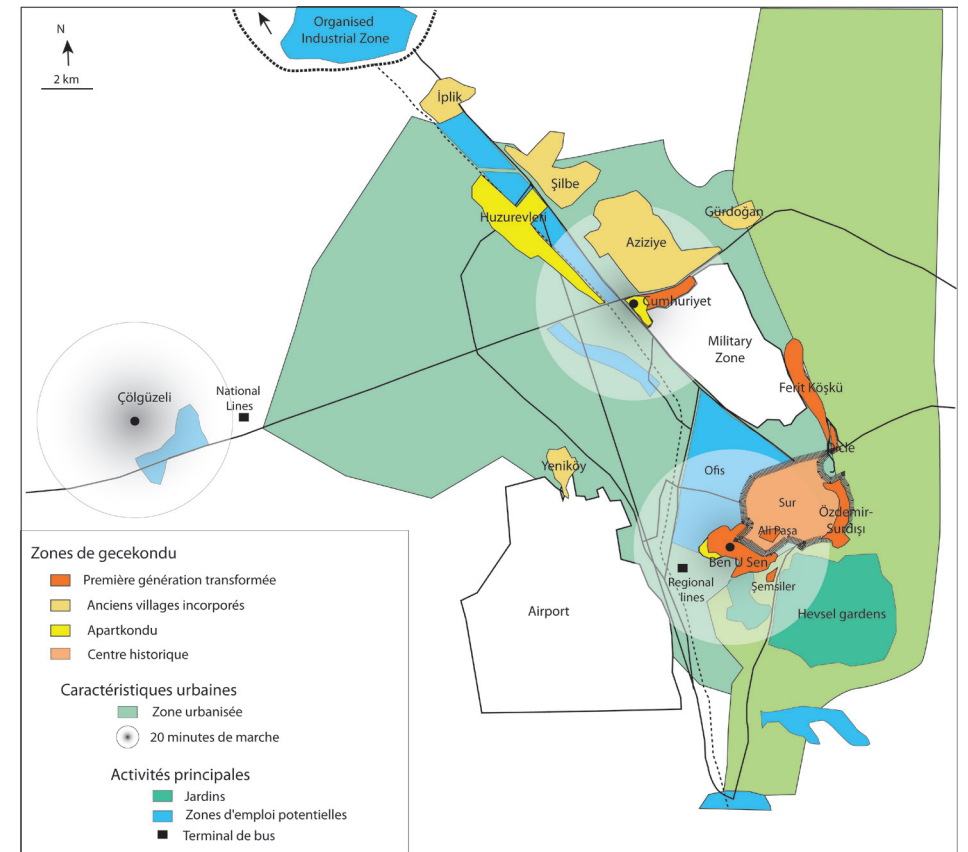 Organised
Industrial Zone
N
2 km
İplik
Şilbe
Huzurevleri
Gürdoğan
Aziziye
Cumhuriyet
Military
Zone
Ferit Köşkü
Çölgüzeli
National
Lines
Dicle
Yeniköy
Ofis
Sur
Özdemir-
Surdışı
Ali Paşa
Ben U Sen
Regional
lines
Şemsiler
Airport
Hevsel gardens
Zones de gecekondu
Première génération transformée
Anciens villages incorporés
Apartkondu
Centre historique
Caractéristiques urbaines
Zone urbanisée
20 minutes de marche
Activités principales
Jardins
Zones d'emploi potentielles
Terminal de bus